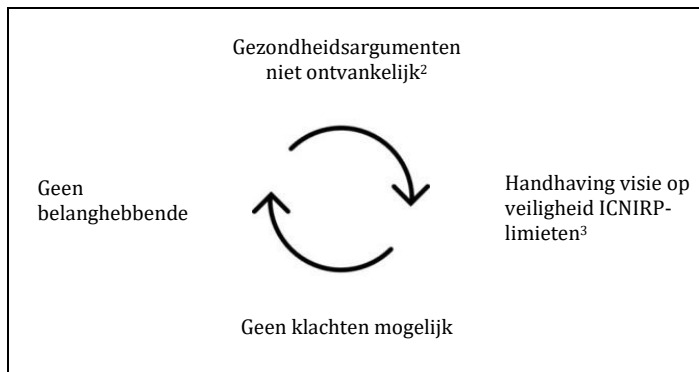 Gezondheidsargumenten
niet ontvankelijk²
Geen
belanghebbende
Handhaving visie op
veiligheid ICNIRP-
limieten³
Geen klachten mogelijk